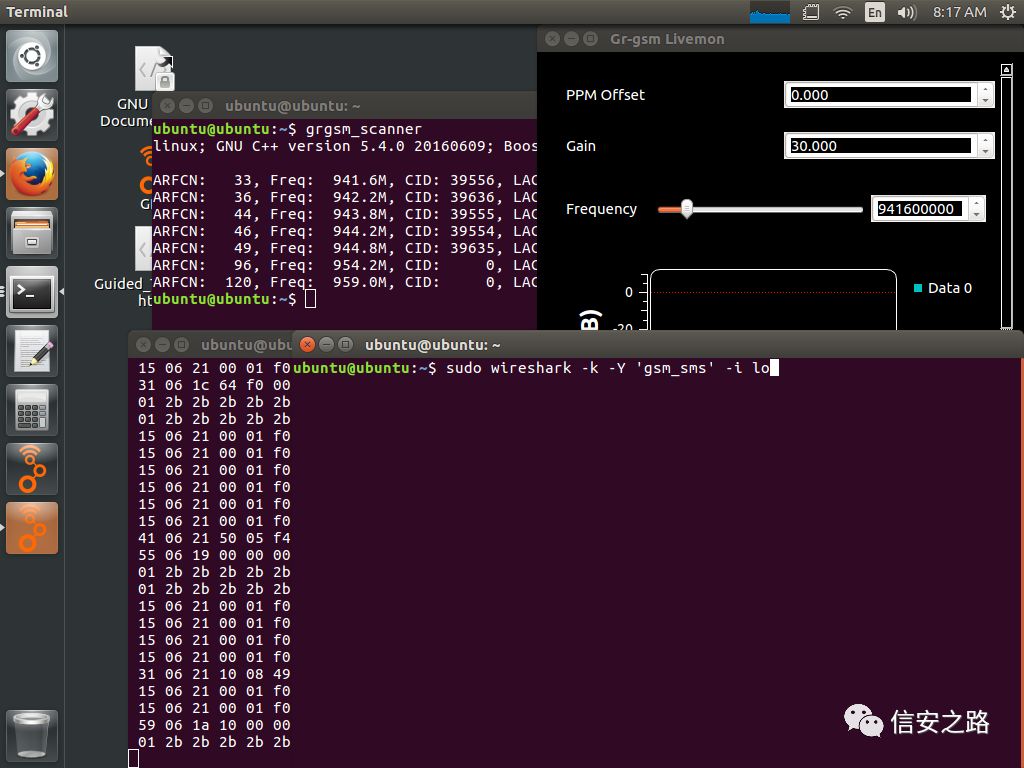 Terminal
En
8:17 AM
Gr-gsm Livemon
GNU
Docume
G
Guided_
ht
ubuntu@ubuntu: ~
ubuntu@ubuntu:~$ grgsm_scanner
linux; GNU C++ version 5.4.0 20160609; Boos
ARFCN:   33, Freq:  941.6M, CID: 39556, LAC
ARFCN:   36, Freq:  942.2M, CID: 39636, LAC
ARFCN:   44, Freq:  943.8M, CID: 39555, LAC
ARFCN:   46, Freq:  944.2M, CID: 39554, LAC
ARFCN:   49, Freq:  944.8M, CID: 39635, LAC
ARFCN:   96, Freq:  954.2M, CID:     0, LAC
ARFCN:  120, Freq:  959.0M, CID:     0, LAC
ubuntu@ubuntu:~$
PPM Offset 0.000
Gain 30.000
Frequency 941600000
0
-20
B)
Data 0
ubuntu@ubu
ubuntu@ubuntu: ~
ubuntu@ubuntu:~$ sudo wireshark -k -Y 'gsm_sms' -i lo
15 06 21 00 01 f0
31 06 1c 64 f0 00
01 2b 2b 2b 2b 2b
01 2b 2b 2b 2b 2b
15 06 21 00 01 f0
15 06 21 00 01 f0
15 06 21 00 01 f0
15 06 21 00 01 f0
15 06 21 00 01 f0
15 06 21 00 01 f0
41 06 21 50 05 f4
55 06 19 00 00 00
01 2b 2b 2b 2b 2b
01 2b 2b 2b 2b 2b
15 06 21 00 01 f0
15 06 21 00 01 f0
15 06 21 00 01 f0
15 06 21 00 01 f0
31 06 21 10 08 49
15 06 21 00 01 f0
15 06 21 00 01 f0
59 06 1a 10 00 00
01 2b 2b 2b 2b 2b
信安之路